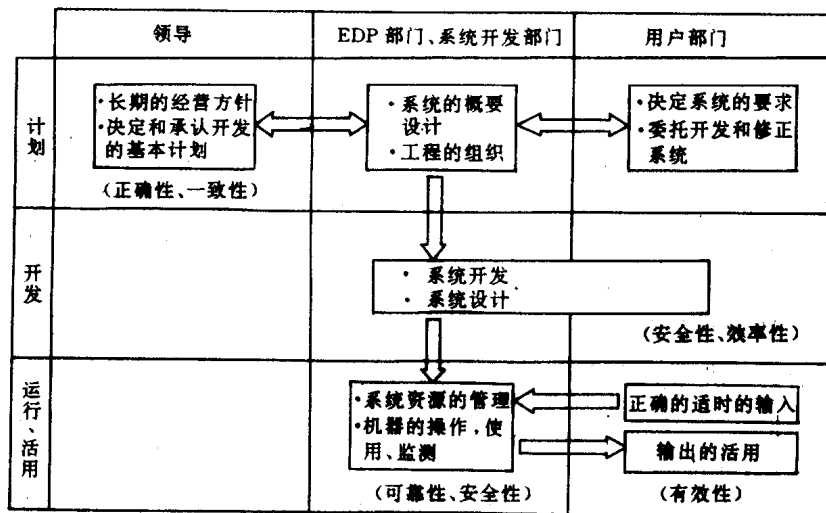 领导
EDP 部门、系统开发部门
用户部门
计划
·长期的经营方针
·决定和承认开发
的基本计划
(正确性、一致性)
·系统的概要
设计
·工程的组织
·决定系统的要求
·委托开发和修正
系统
开发
· 系统开发
· 系统设计
(安全性、效率性)
运行、活用
·系统资源的管理
·机器的操作,使
用、监测
(可靠性、安全性)
正确的适时的输入
输出的活用
(有效性)